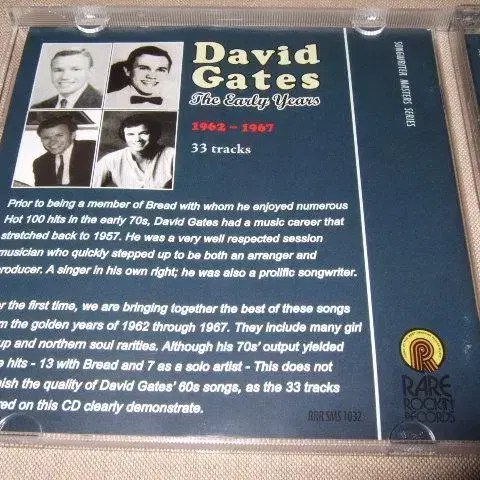 David
Gates
The Early Years
1962 – 1967
33 tracks
SONGWRITER MASTERS SERIES
Prior to being a member of Bread with whom he enjoyed numerous
Hot 100 hits in the early 70s, David Gates had a music career that
stretched back to 1957. He was a very well respected session
musician who quickly stepped up to be both an arranger and
producer. A singer in his own right; he was also a prolific songwriter.
r the first time, we are bringing together the best of these songs
m the golden years of 1962 through 1967. They include many girl
up and northern soul rarities. Although his 70s' output yielded
e hits - 13 with Bread and 7 as a solo artist - This does not
ish the quality of David Gates' 60s songs, as the 33 tracks
red on this CD clearly demonstrate.
RRR SMS 1032
R
RARE
ROCKIN'
RECORDS